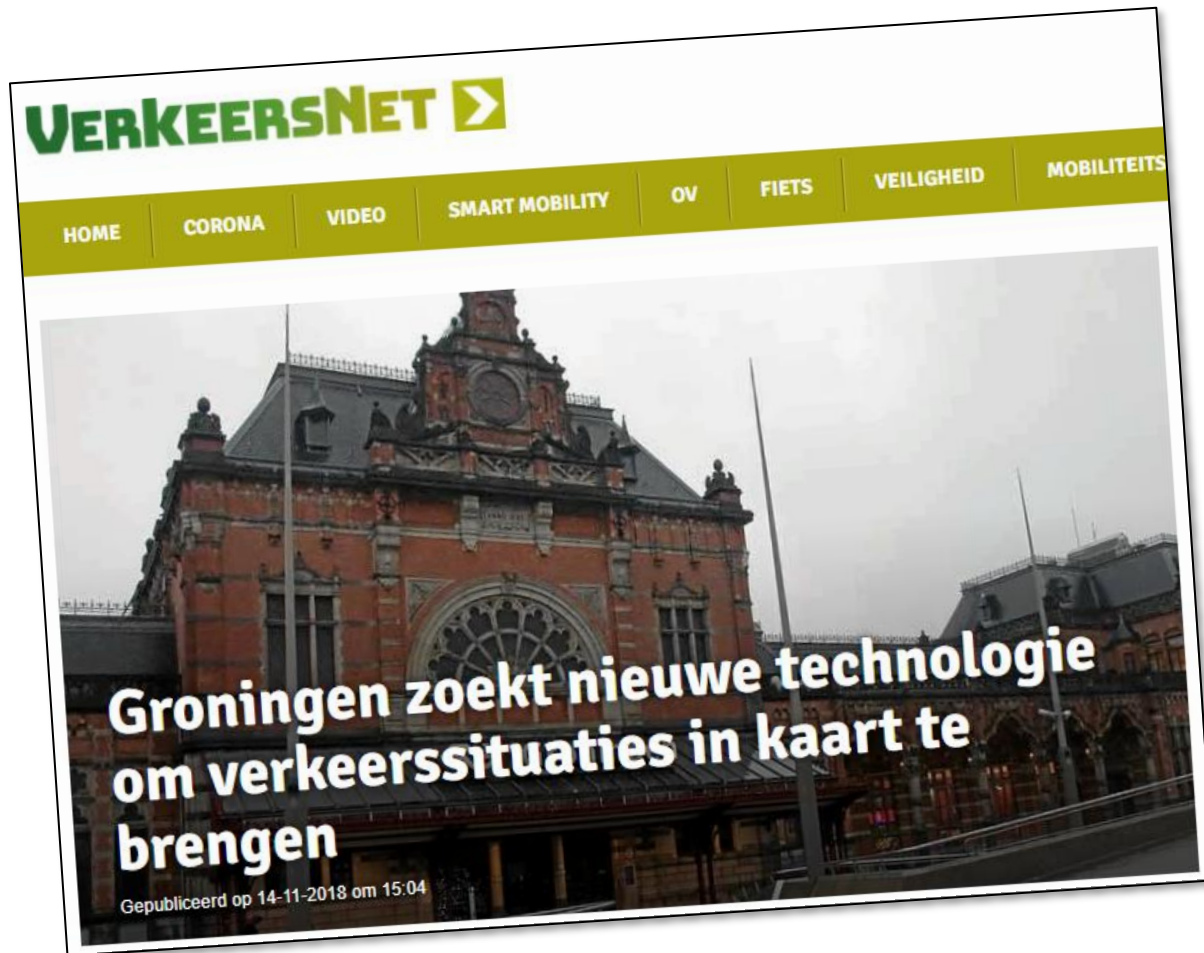 VERKEERSNET
HOME CORONA VIDEO SMART MOBILITY OV FIETS VEILIGHEID MOBILITEITS
Groningen zoekt nieuwe technologie
om verkeerssituaties in kaart te
brengen
Gepubliceerd op 14-11-2018 om 15:04